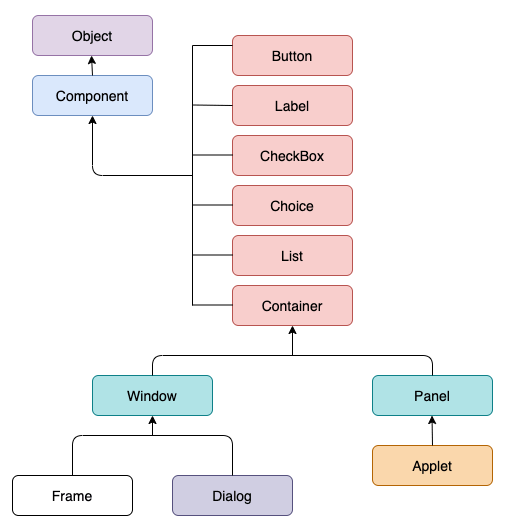 Object
Component
Button
Label
CheckBox
Choice
List
Container
Window
Panel
Applet
Frame
Dialog